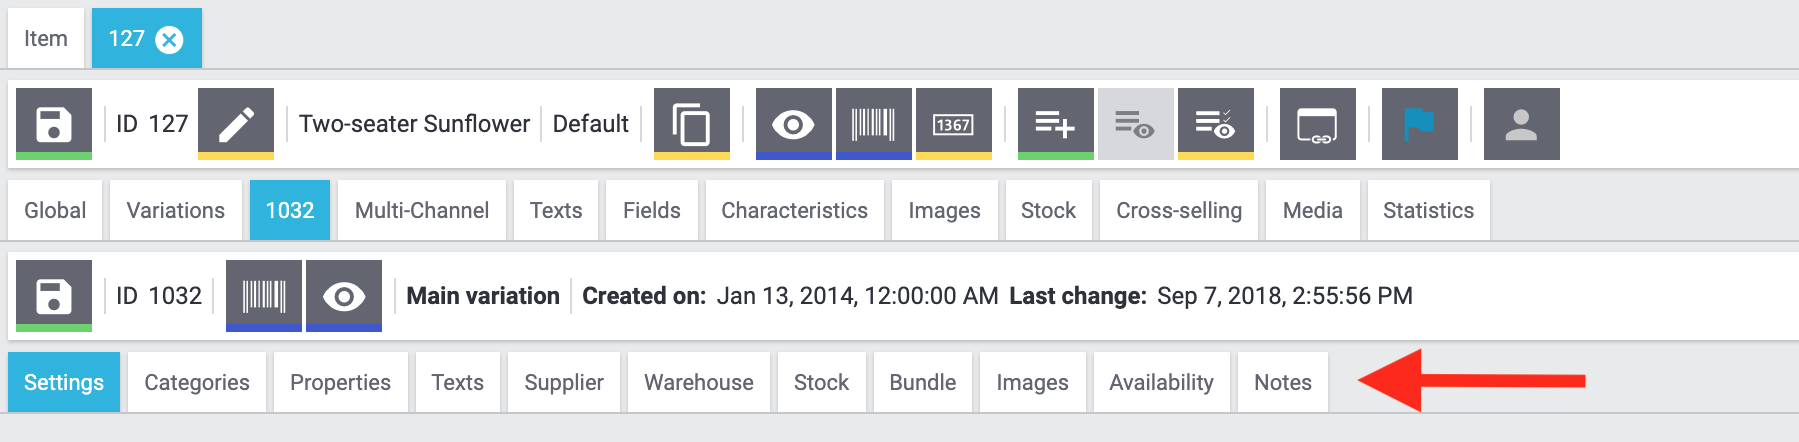 Item 127
ID 127 Two-seater Sunflower Default 1367
Global Variations 1032 Multi-Channel Texts Fields Characteristics Images Stock Cross-selling Media Statistics
ID 1032 Main variation Created on: Jan 13, 2014, 12:00:00 AM Last change: Sep 7, 2018, 2:55:56 PM
Settings Categories Properties Texts Supplier Warehouse Stock Bundle Images Availability Notes